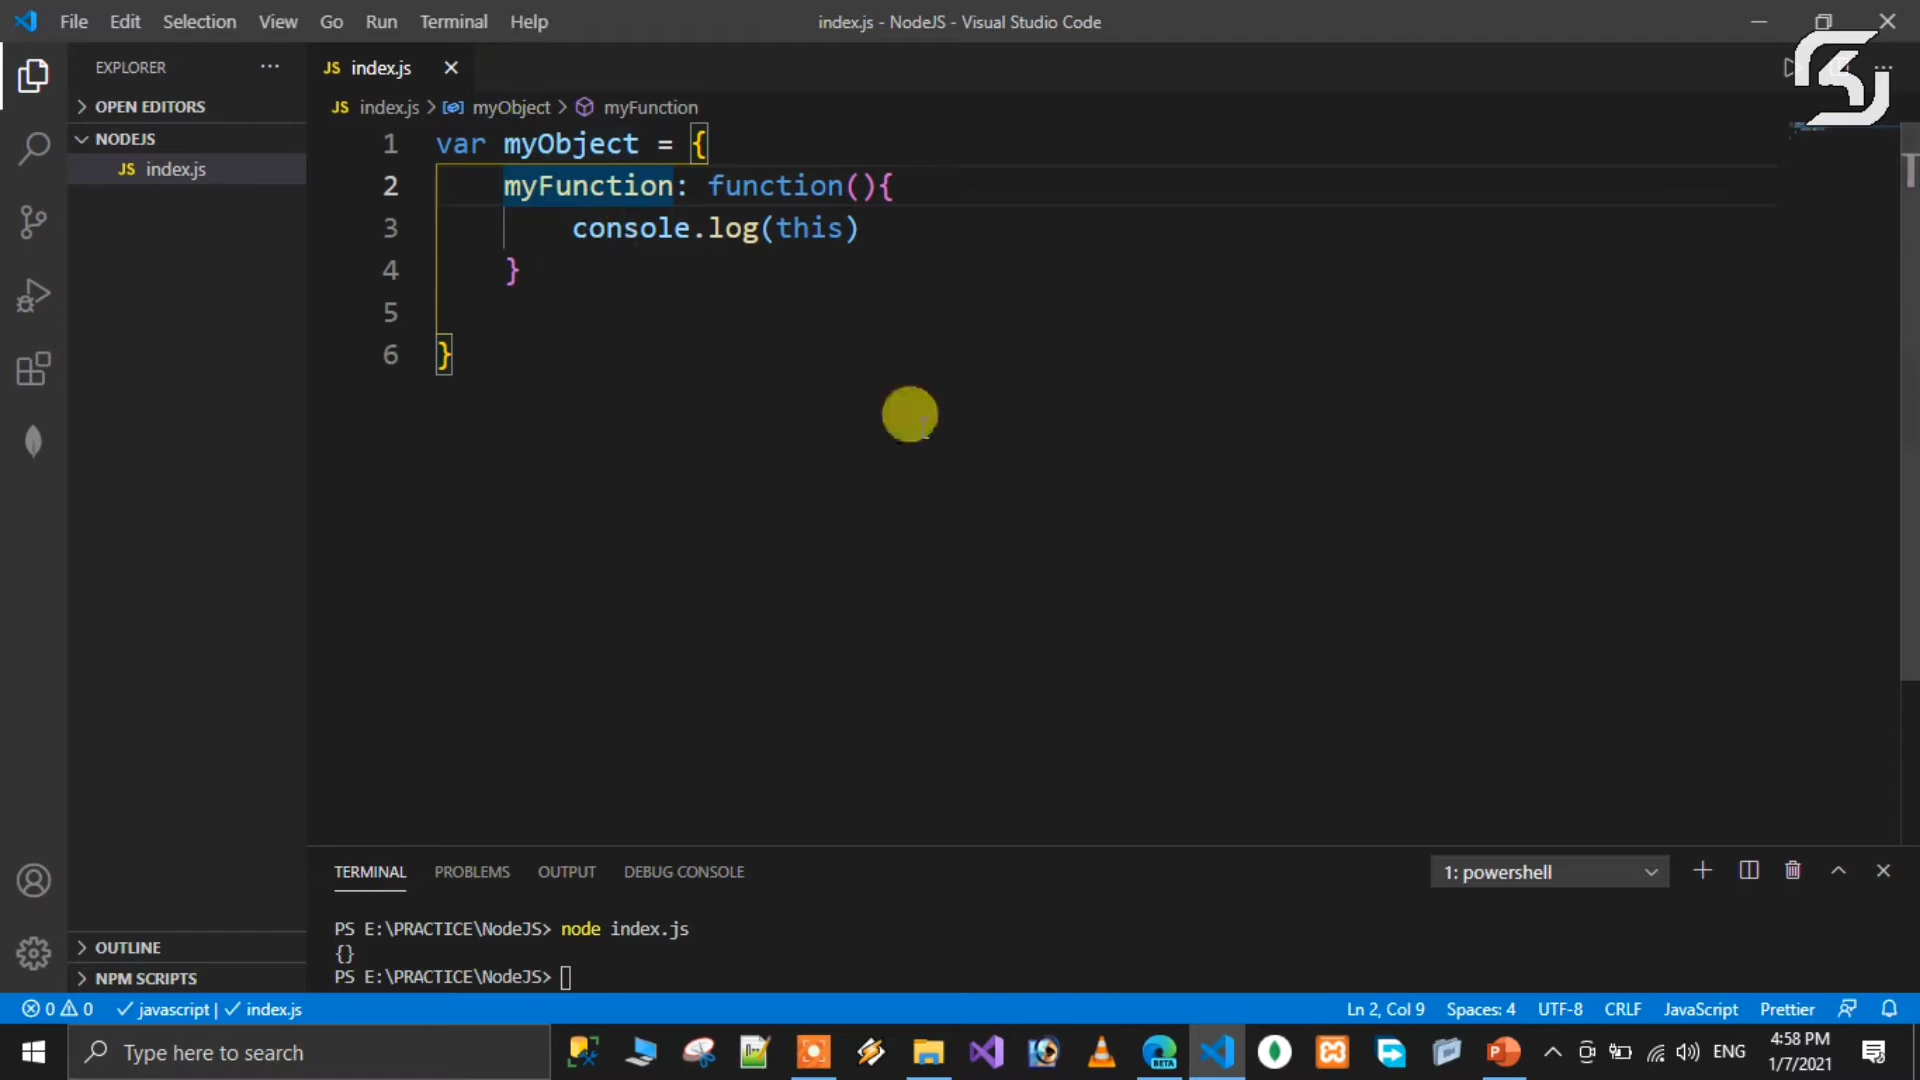 File Edit Selection View Go Run Terminal Help
index.js - NodeJS - Visual Studio Code
EXPLORER
OPEN EDITORS
NODEJS
JS index.js
JS index.js
JS index.js > myObject > myFunction
1 var myObject = {
2 myFunction: function(){
3 console.log(this)
4 }
5
6 }
OUTLINE
NPM SCRIPTS
TERMINAL PROBLEMS OUTPUT DEBUG CONSOLE
1: powershell
PS E:\PRACTICE\NodeJS> node index.js
{}
PS E:\PRACTICE\NodeJS>
0 0 javascript | index.js
Ln 2, Col 9 Spaces: 4 UTF-8 CRLF JavaScript Prettier
Type here to search
BETA
ENG
4:58 PM
1/7/2021